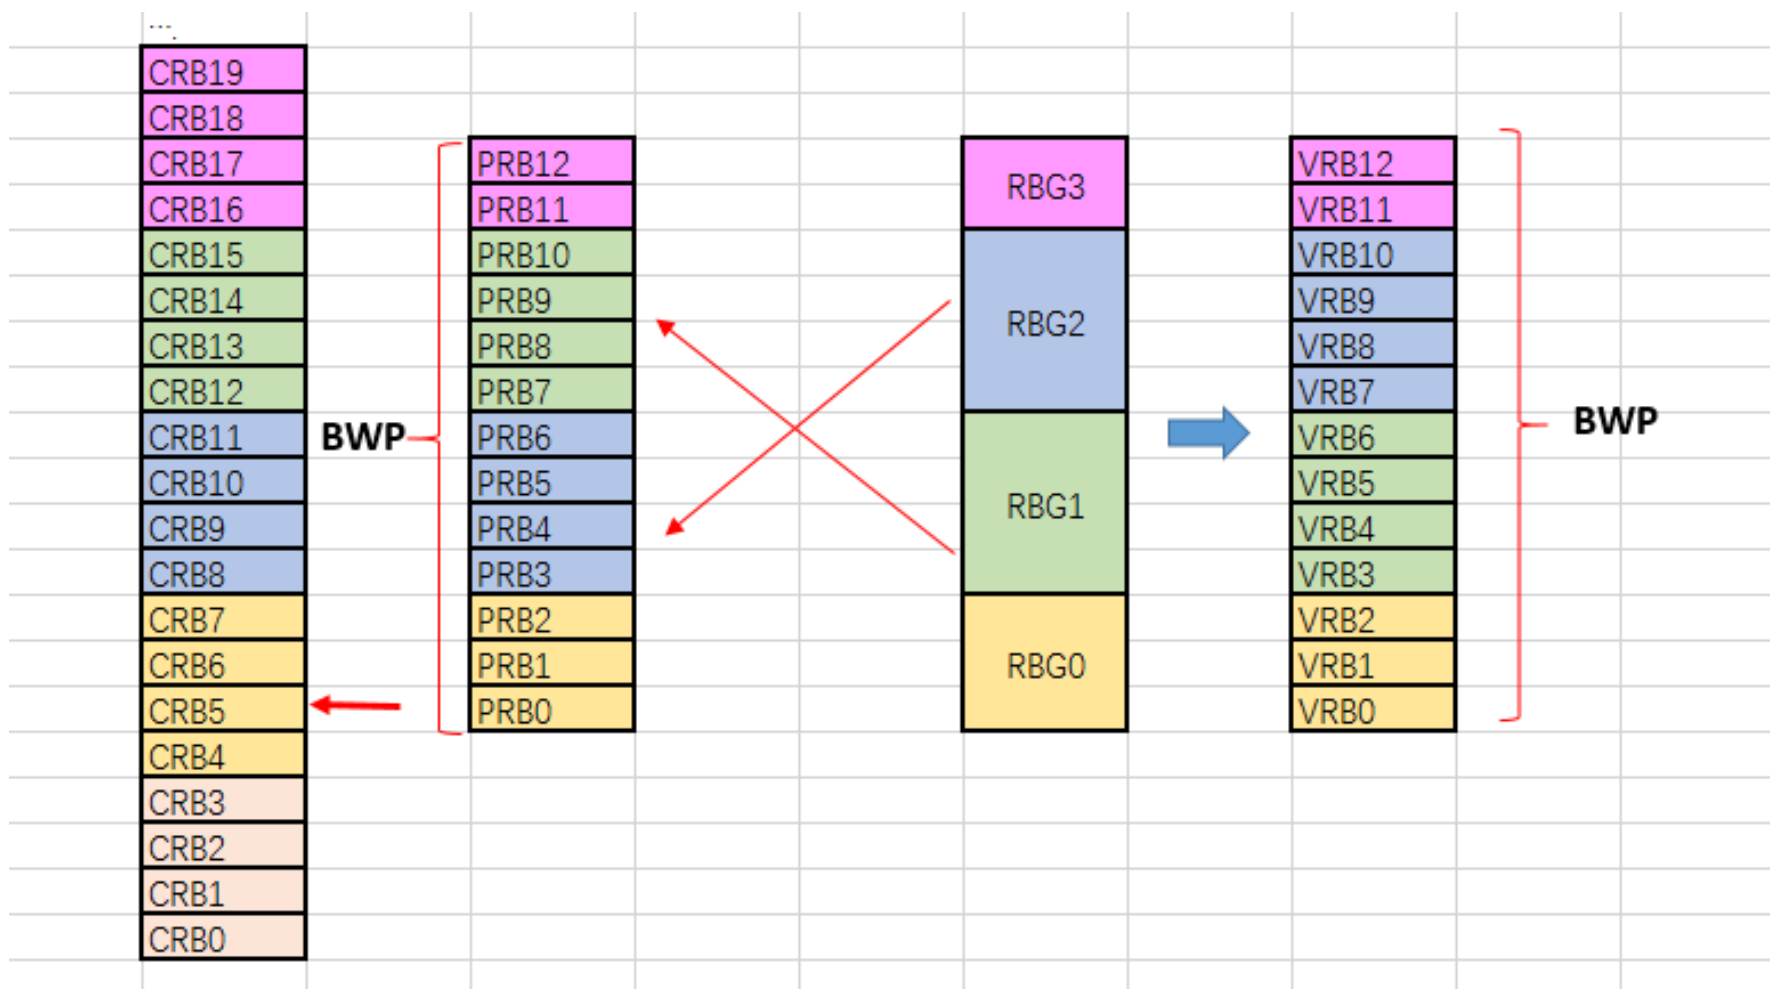 ....
CRB19
CRB18
CRB17 PRB12 RBG3 VRB12
CRB16 PRB11 VRB11
CRB15 PRB10 RBG2 VRB10
CRB14 PRB9 VRB9
CRB13 PRB8 VRB8
CRB12 PRB7 VRB7
CRB11 BWP PRB6 RBG1 VRB6 BWP
CRB10 PRB5 VRB5
CRB9 PRB4 VRB4
CRB8 PRB3 VRB3
CRB7 PRB2 RBG0 VRB2
CRB6 PRB1 VRB1
CRB5 PRB0 VRB0
CRB4
CRB3
CRB2
CRB1
CRB0